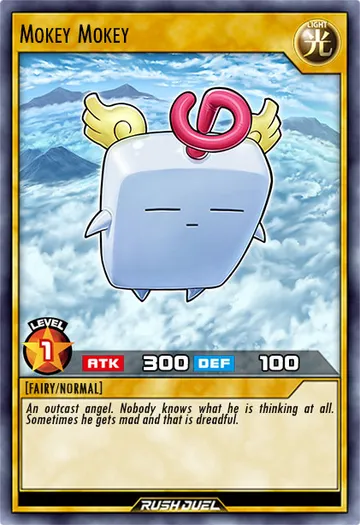 Mokey Mokey
LIGHT
光
LEVEL
1
ATK 300 DEF 100
[FAIRY/NORMAL]
An outcast angel. Nobody knows what he is thinking at all.
Sometimes he gets mad and that is dreadful.
RUSH DUEL